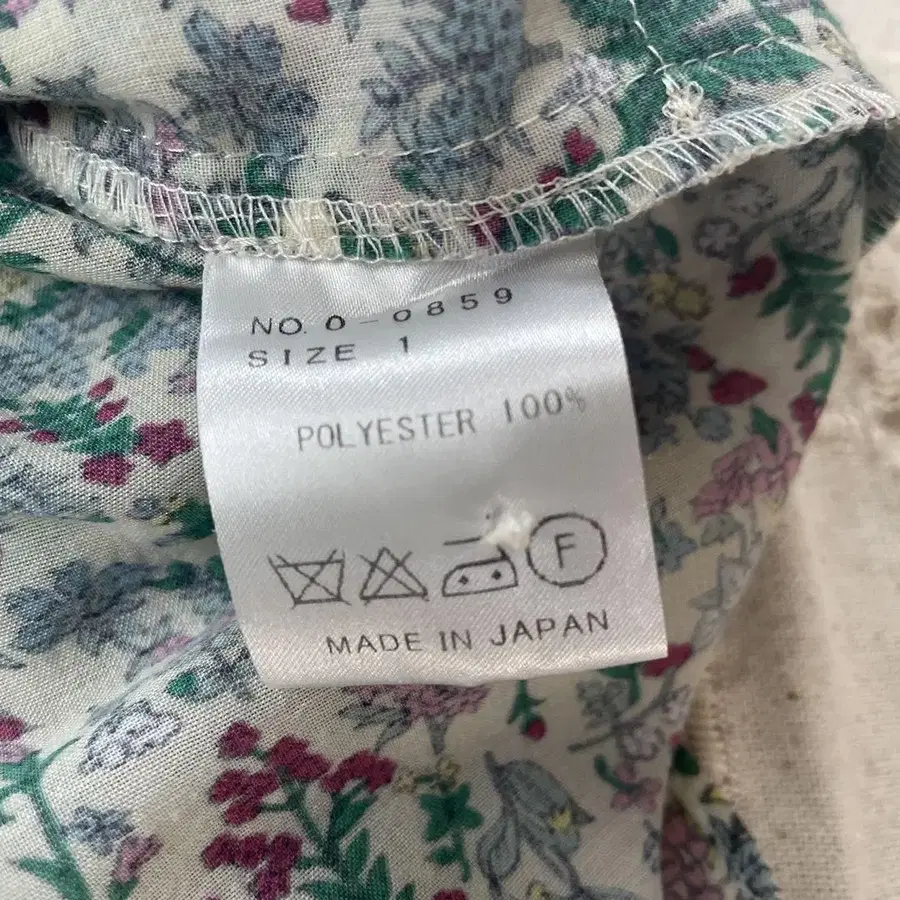 NO. 0-0859
SIZE 1
POLYESTER 100%
F
MADE IN JAPAN